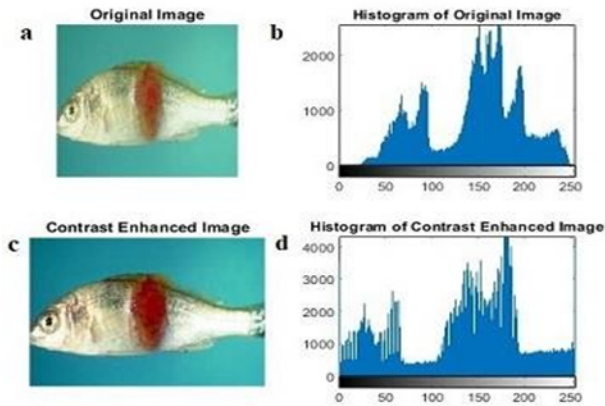 a
Original Image
b
Histogram of Original Image
2000
1000
0
0 50 100 150 200 250
c
Contrast Enhanced Image
d
Histogram of Contrast Enhanced Image
4000
3000
2000
1000
0
0 50 100 150 200 250